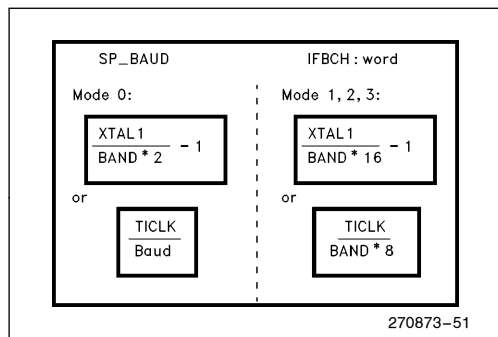 SP_BAUD IFBCH : word
Mode 0: Mode 1, 2, 3:
XTAL1
BAND * 2 - 1
XTAL1
BAND * 16 - 1
or or
TICLK
Baud
TICLK
BAND * 8
270873-51